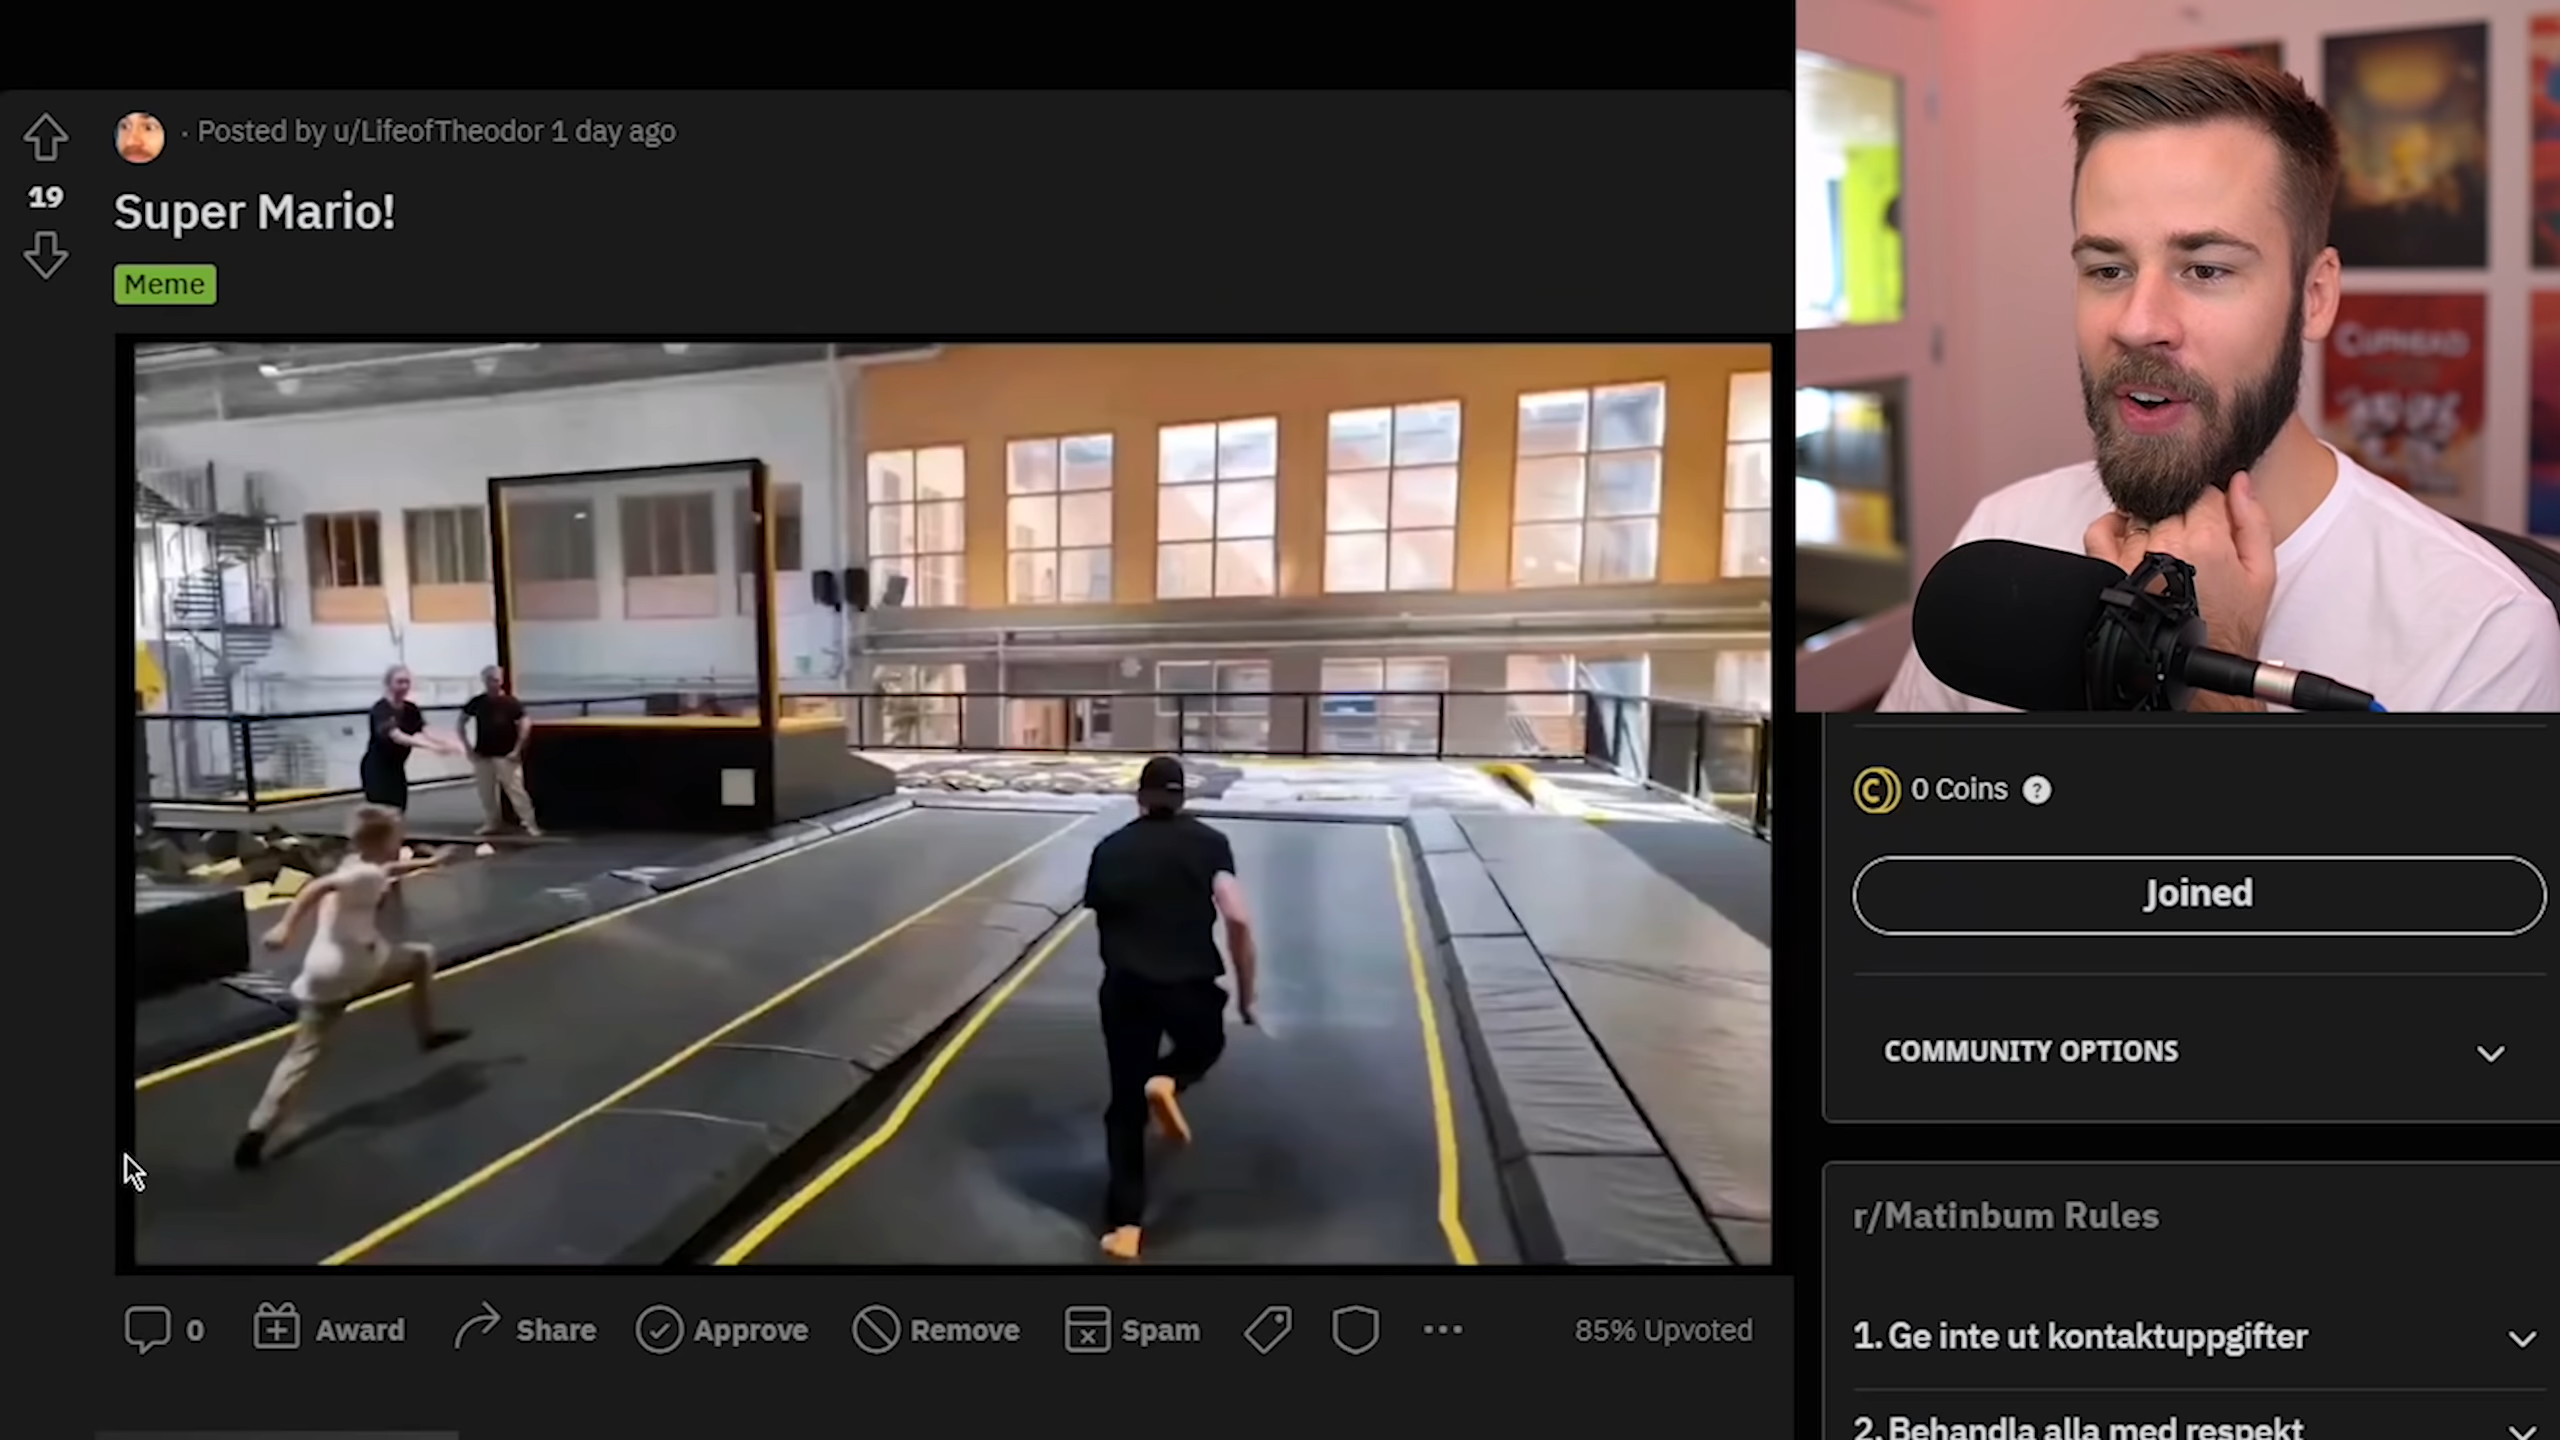 · Posted by u/LifeofTheodor 1 day ago
19
Super Mario!
Meme
CUPHEAD
0 Coins ?
Joined
COMMUNITY OPTIONS
r/Matinbum Rules
1. Ge inte ut kontaktuppgifter
2. Behandla alla med respekt
0 Award Share Approve Remove Spam ··· 85% Upvoted